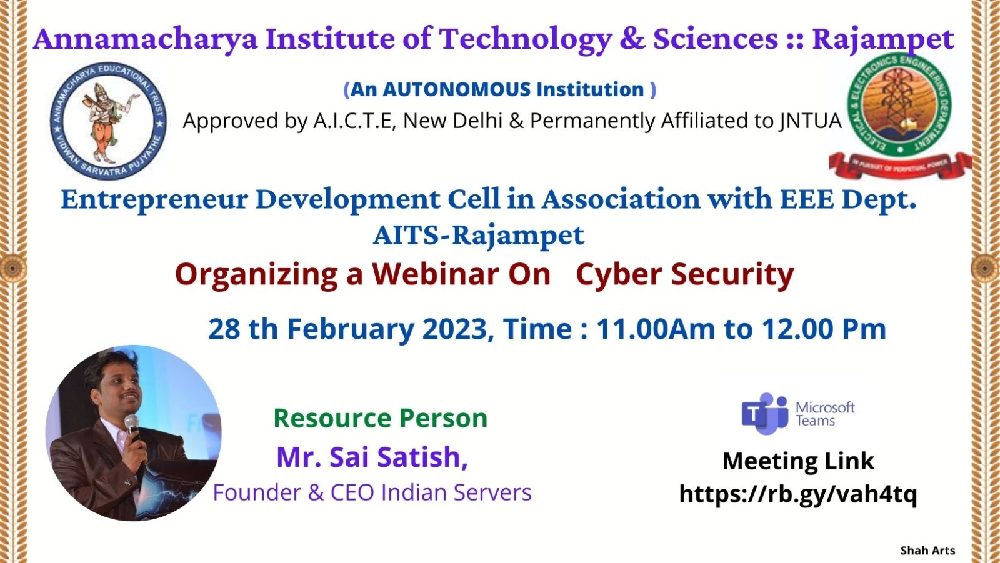 Annamacharya Institute of Technology & Sciences :: Rajampet
ANNAMACHARYA EDUCATIONAL TRUST
★ VIDWAN SARVATRA PUJYATHE ★
(An AUTONOMOUS Institution )
Approved by A.I.C.T.E, New Delhi & Permanently Affiliated to JNTUA
ELECTICAL & ELECTRONICS ENGINEERING DEPARTMENT
IN PURSUIT OF PERPETUAL POWER
Entrepreneur Development Cell in Association with EEE Dept.
AITS-Rajampet
Organizing a Webinar On Cyber Security
28 th February 2023, Time : 11.00Am to 12.00 Pm
Resource Person
Mr. Sai Satish,
Founder & CEO Indian Servers
T Microsoft
Teams
Meeting Link
https://rb.gy/vah4tq
Shah Arts